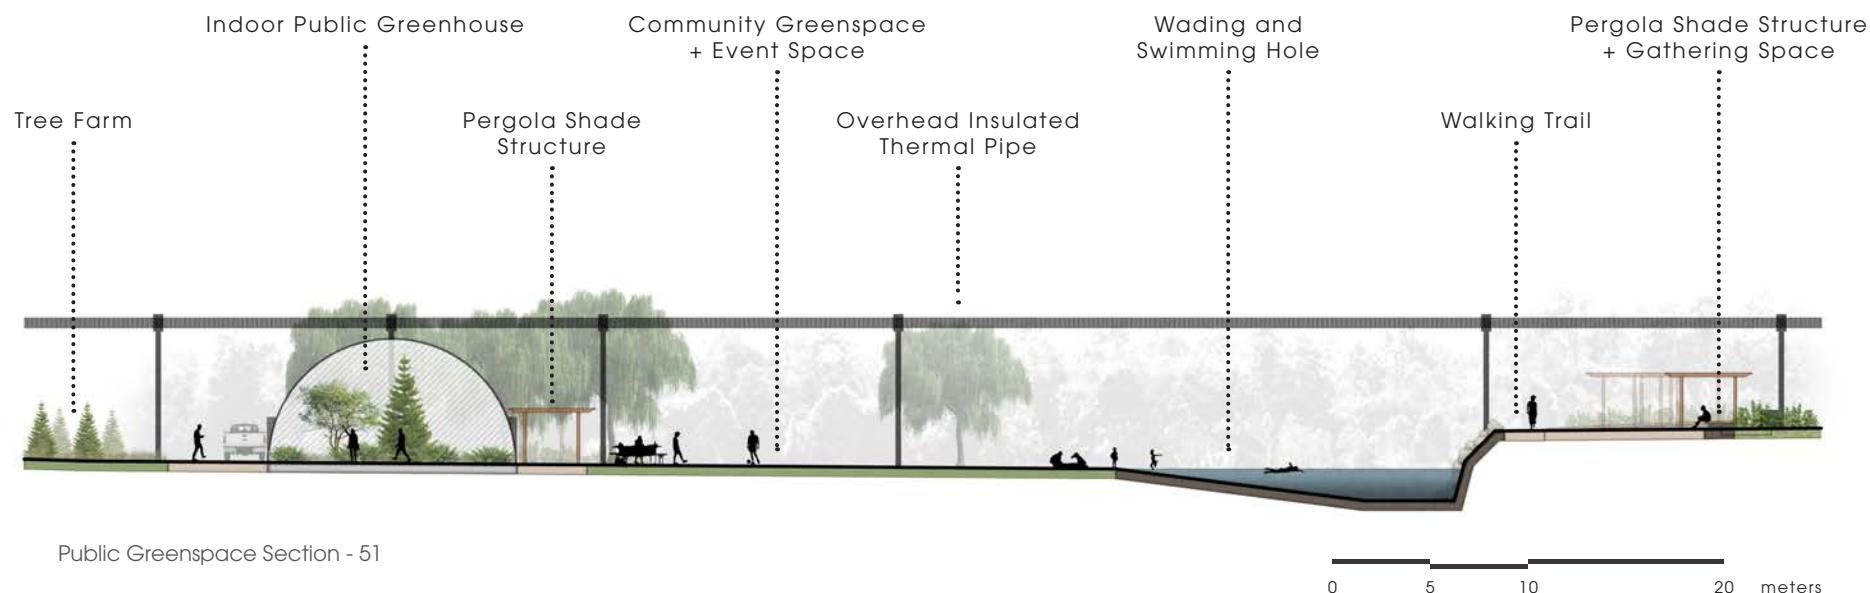 Indoor Public Greenhouse
Community Greenspace
+ Event Space
Wading and
Swimming Hole
Pergola Shade Structure
+ Gathering Space
Tree Farm
Pergola Shade
Structure
Overhead Insulated
Thermal Pipe
Walking Trail
Public Greenspace Section - 51
0 5 10 20 meters